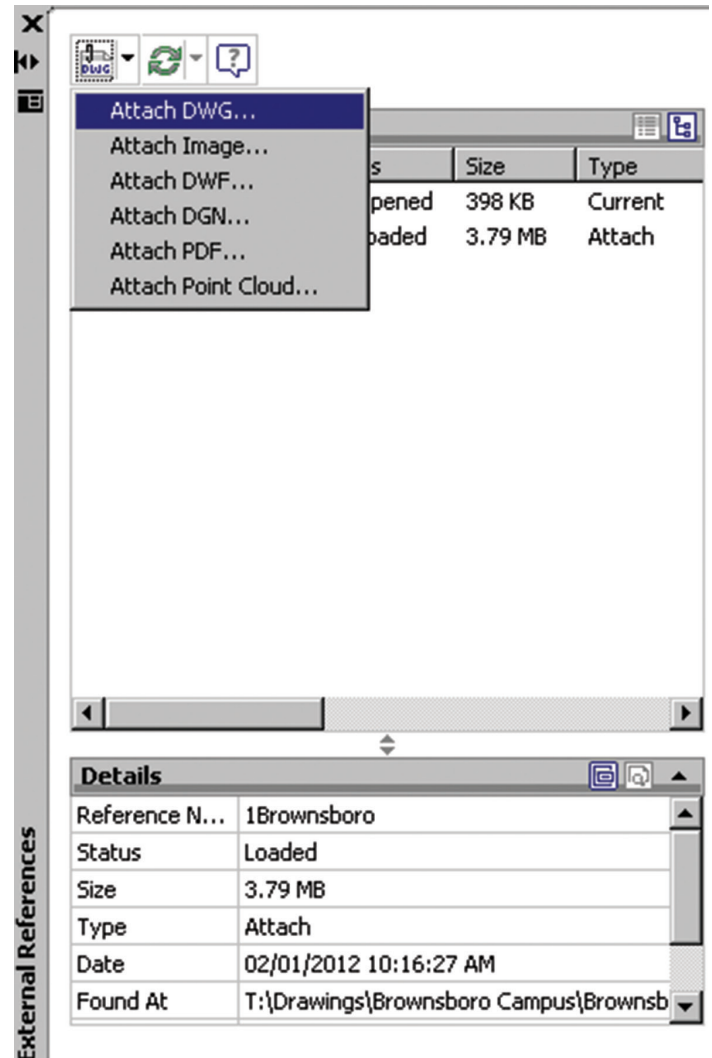 DWG
Attach DWG...
Attach Image...
Attach DWF...
Attach DGN...
Attach PDF...
Attach Point Cloud...
s Size Type
pened 398 KB Current
oaded 3.79 MB Attach
Details
Reference N... 1Brownsboro
Status Loaded
Size 3.79 MB
Type Attach
Date 02/01/2012 10:16:27 AM
Found At T:\Drawings\Brownsboro Campus\Brownsb
External References